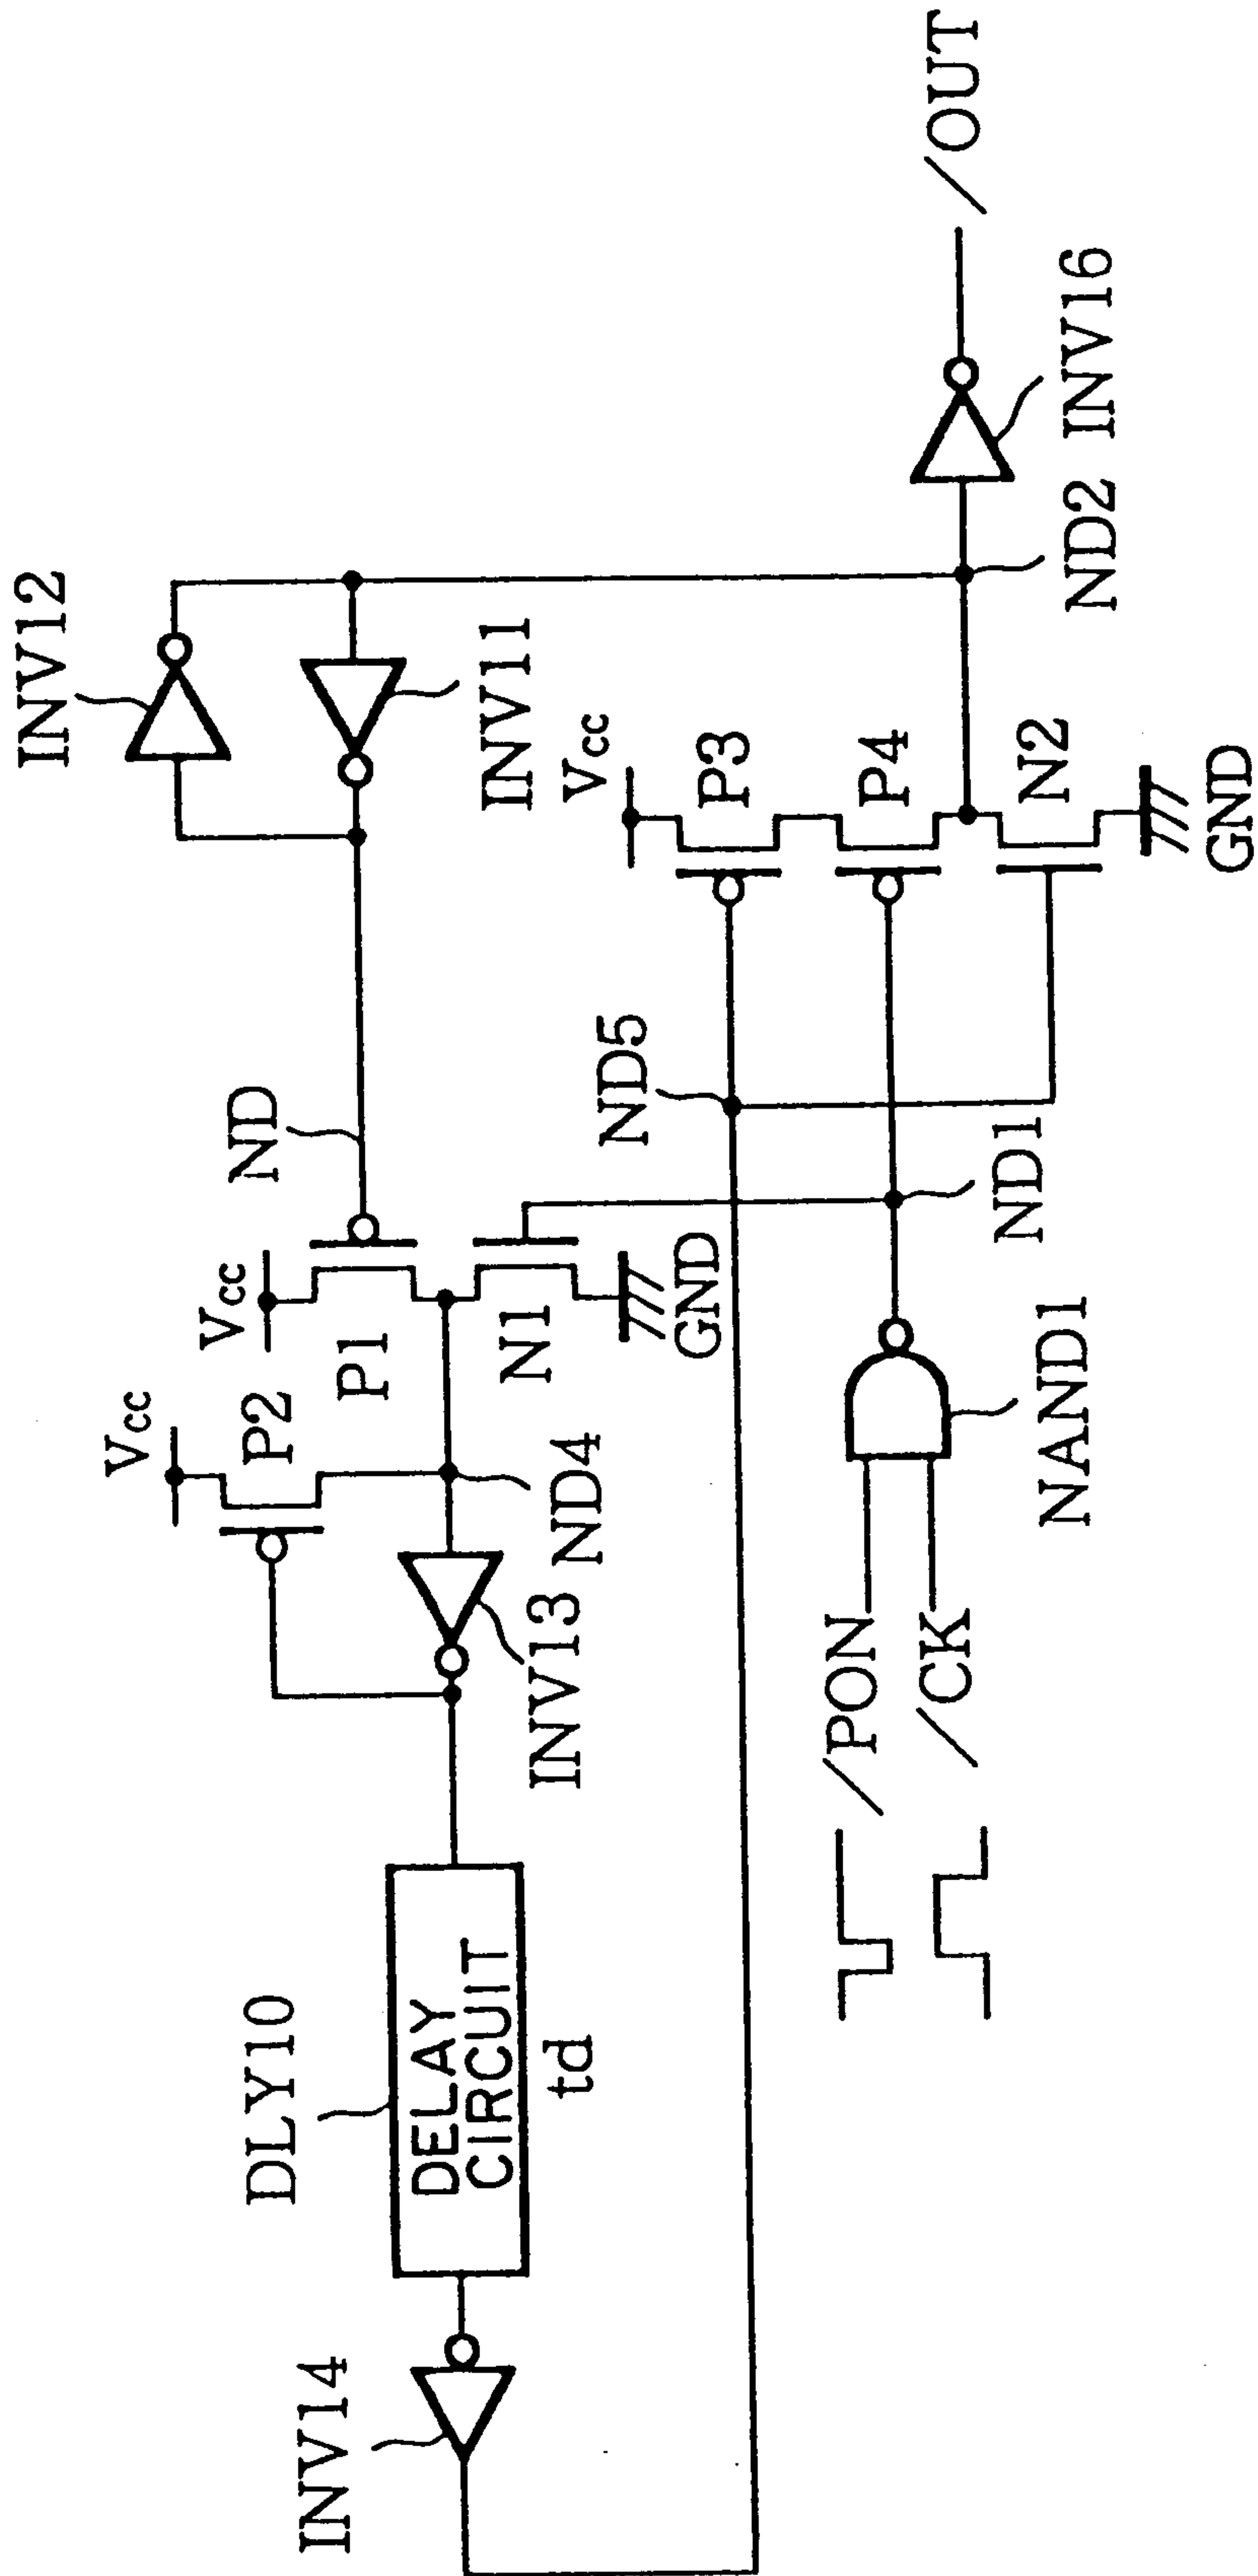 INV12
INV11
ND
Vcc
P1
N1
GND
Vcc
P2
ND4
INV13
DLY10
DELAY
CIRCUIT
td
INV14
Vcc
P3
P4
N2
GND
ND5
ND1
NAND1
/PON
/CK
ND2
INV16
/OUT